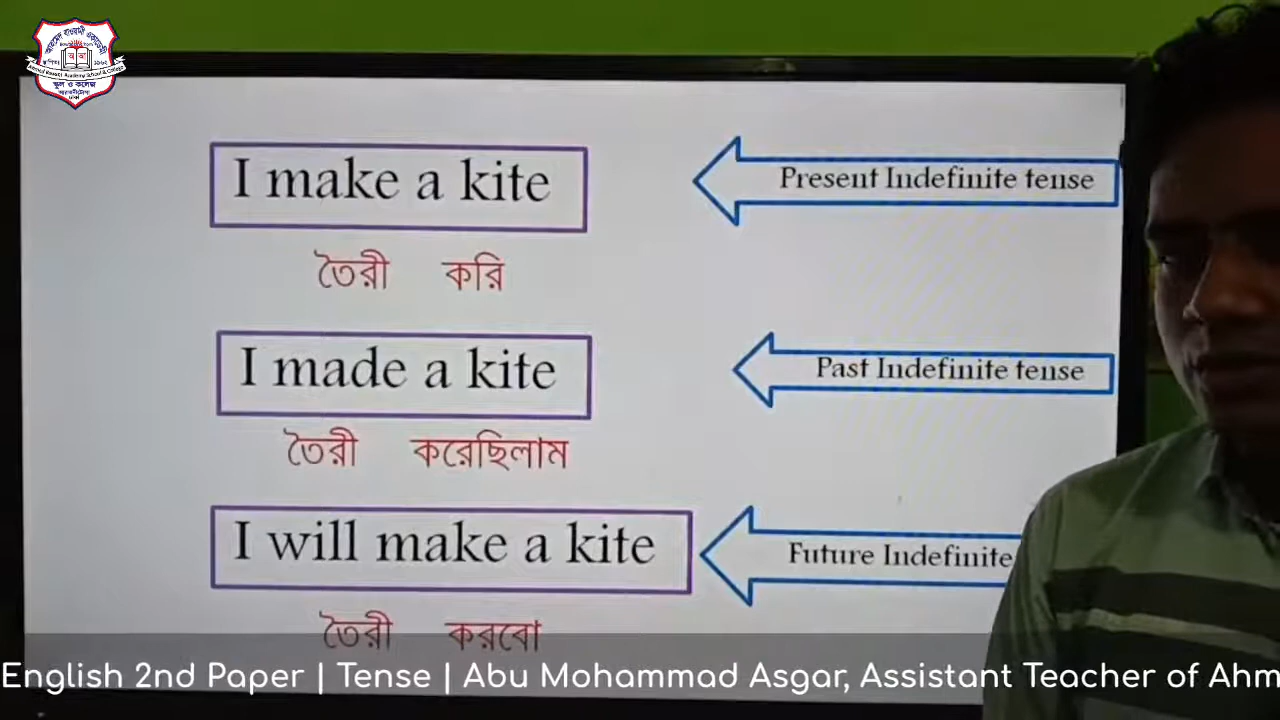 I make a kite
Present Indefinite tense
তৈরী করি
I made a kite
Past Indefinite tense
তৈরী করেছিলাম
I will make a kite
Future Indefinite
তৈরী করবো
English 2nd Paper | Tense | Abu Mohammad Asgar, Assistant Teacher of Ahm
স্কুল ও কলেজ